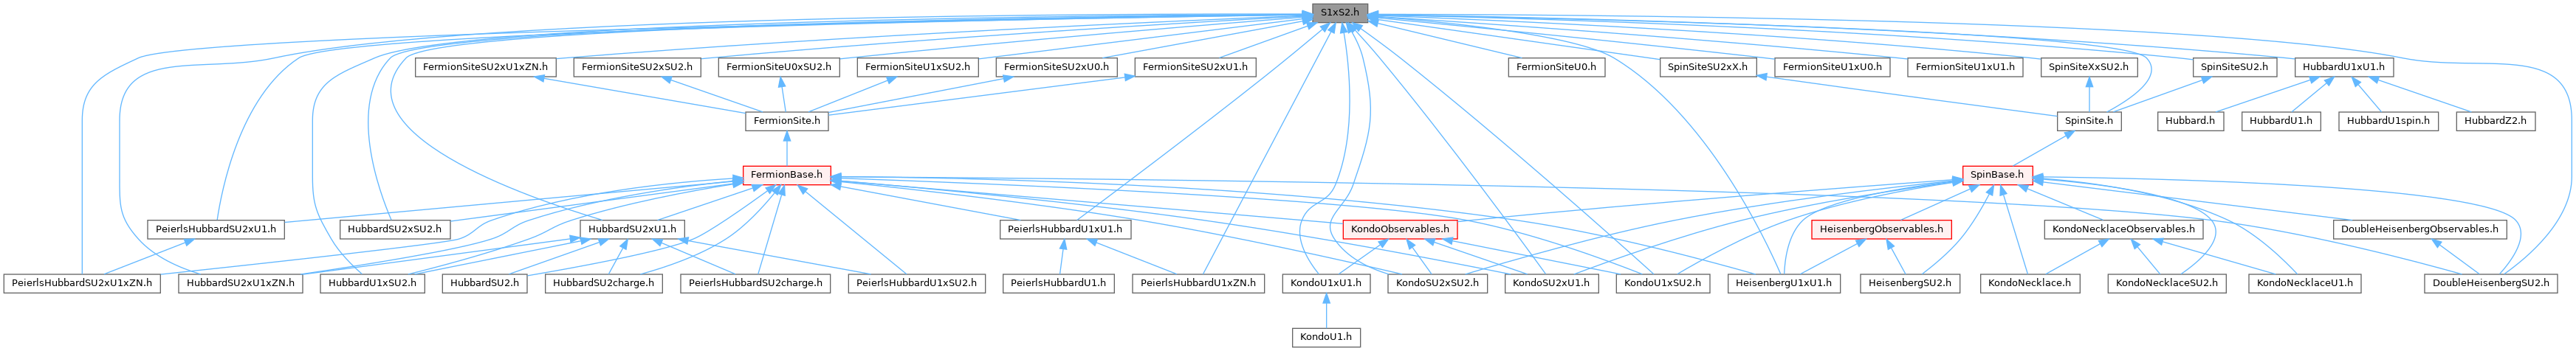 S1xS2.h
FermionSiteSU2xU1xZN.h
FermionSiteSU2xSU2.h
FermionSiteU0xSU2.h
FermionSiteU1xSU2.h
FermionSiteSU2xU0.h
FermionSiteSU2xU1.h
FermionSiteU0.h
SpinSiteSU2xX.h
FermionSiteU1xU0.h
FermionSiteU1xU1.h
SpinSiteXxSU2.h
SpinSiteSU2.h
HubbardU1xU1.h
FermionSite.h
SpinSite.h
Hubbard.h
HubbardU1.h
HubbardU1spin.h
HubbardZ2.h
FermionBase.h
SpinBase.h
PeierlsHubbardSU2xU1.h
HubbardSU2xSU2.h
HubbardSU2xU1.h
PeierlsHubbardU1xU1.h
KondoObservables.h
HeisenbergObservables.h
KondoNecklaceObservables.h
DoubleHeisenbergObservables.h
PeierlsHubbardSU2xU1xZN.h
HubbardSU2xU1xZN.h
HubbardU1xSU2.h
HubbardSU2.h
HubbardSU2charge.h
PeierlsHubbardSU2charge.h
PeierlsHubbardU1xSU2.h
PeierlsHubbardU1.h
PeierlsHubbardU1xZN.h
KondoU1xU1.h
KondoSU2xSU2.h
KondoSU2xU1.h
KondoU1xSU2.h
HeisenbergU1xU1.h
HeisenbergSU2.h
KondoNecklace.h
KondoNecklaceSU2.h
KondoNecklaceU1.h
DoubleHeisenbergSU2.h
KondoU1.h